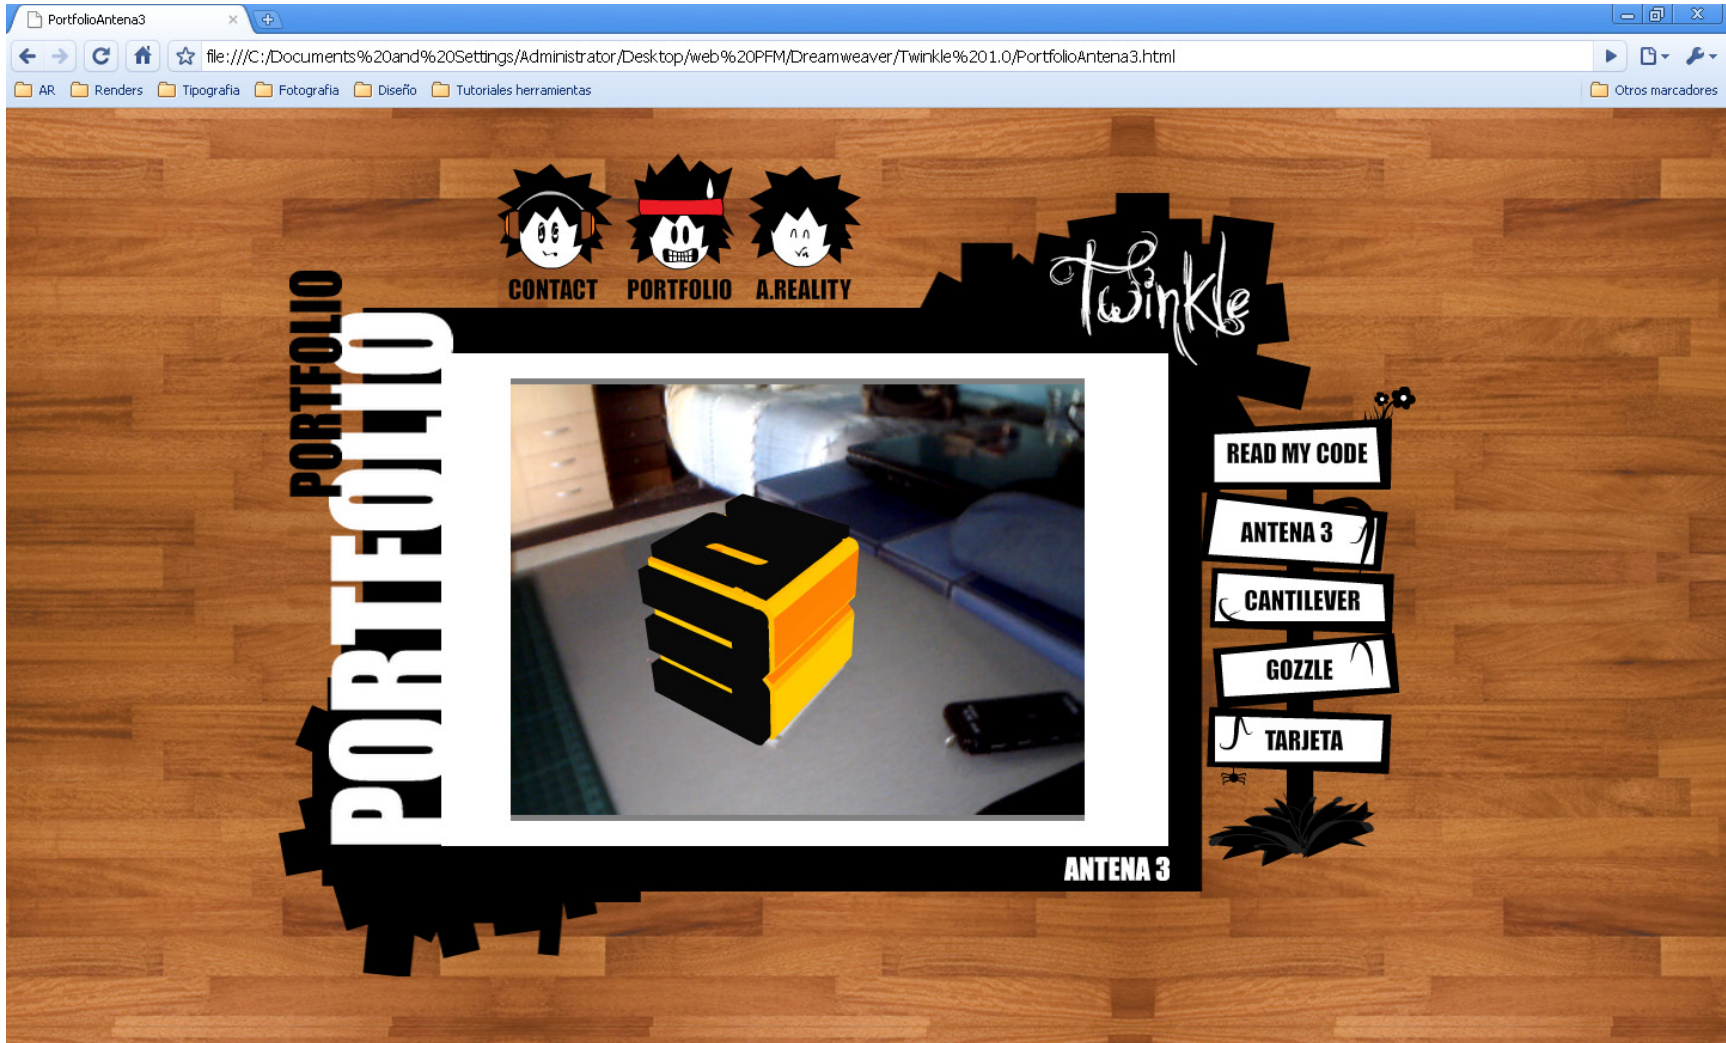 PortfolioAntena3
file:///C:/Documents%20and%20Settings/Administrator/Desktop/web%20PFM/Dreamweaver/Twinkle%201.0/PortfolioAntena3.html
AR Renders Tipografia Fotografia Diseño Tutoriales herramientas Otros marcadores
CONTACT PORTFOLIO A.REALITY
Twinkle
PORTFOLIO
PORTFOLIO
READ MY CODE
ANTENA 3
CANTILEVER
GOZZLE
TARJETA
ANTENA 3